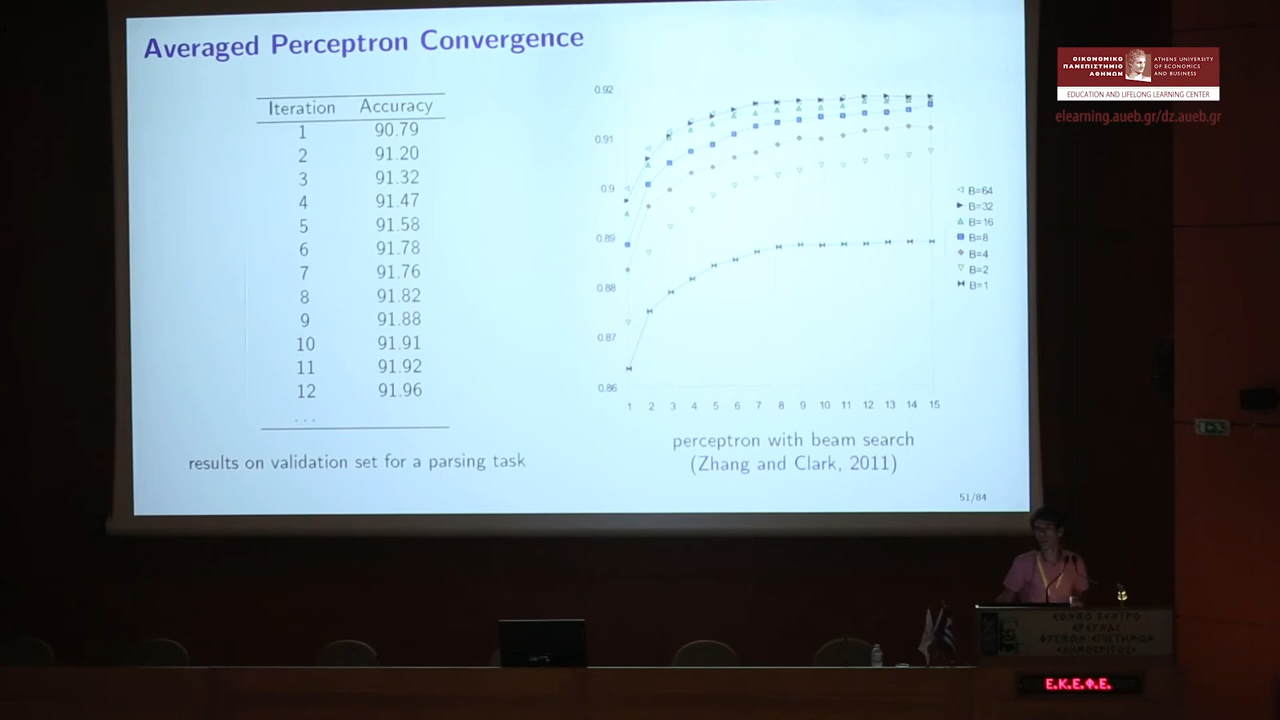 Averaged Perceptron Convergence
Iteration Accuracy
1 90.79
2 91.20
3 91.32
4 91.47
5 91.58
6 91.78
7 91.76
8 91.82
9 91.88
10 91.91
11 91.92
12 91.96
...
results on validation set for a parsing task
0.92
0.91
0.9
0.89
0.88
0.87
0.86
1 2 3 4 5 6 7 8 9 10 11 12 13 14 15
B=64
B=32
B=16
B=8
B=4
B=2
B=1
perceptron with beam search
(Zhang and Clark, 2011)
51/84
ΟΙΚΟΝΟΜΙΚΟ
ΠΑΝΕΠΙΣΤΗΜΙΟ
ΑΘΗΝΩΝ
ATHENS UNIVERSITY
OF ECONOMICS
AND BUSINESS
EDUCATION AND LIFELONG LEARNING CENTER
elearning.aueb.gr/dz.aueb.gr
ΕΘΝΙΚΟ ΚΕΝΤΡΟ
ΕΡΕΥΝΑΣ
ΦΥΣΙΚΩΝ ΕΠΙΣΤΗΜΩΝ
«ΔΗΜΟΚΡΙΤΟΣ»
Ε.Κ.Ε.Φ.Ε.